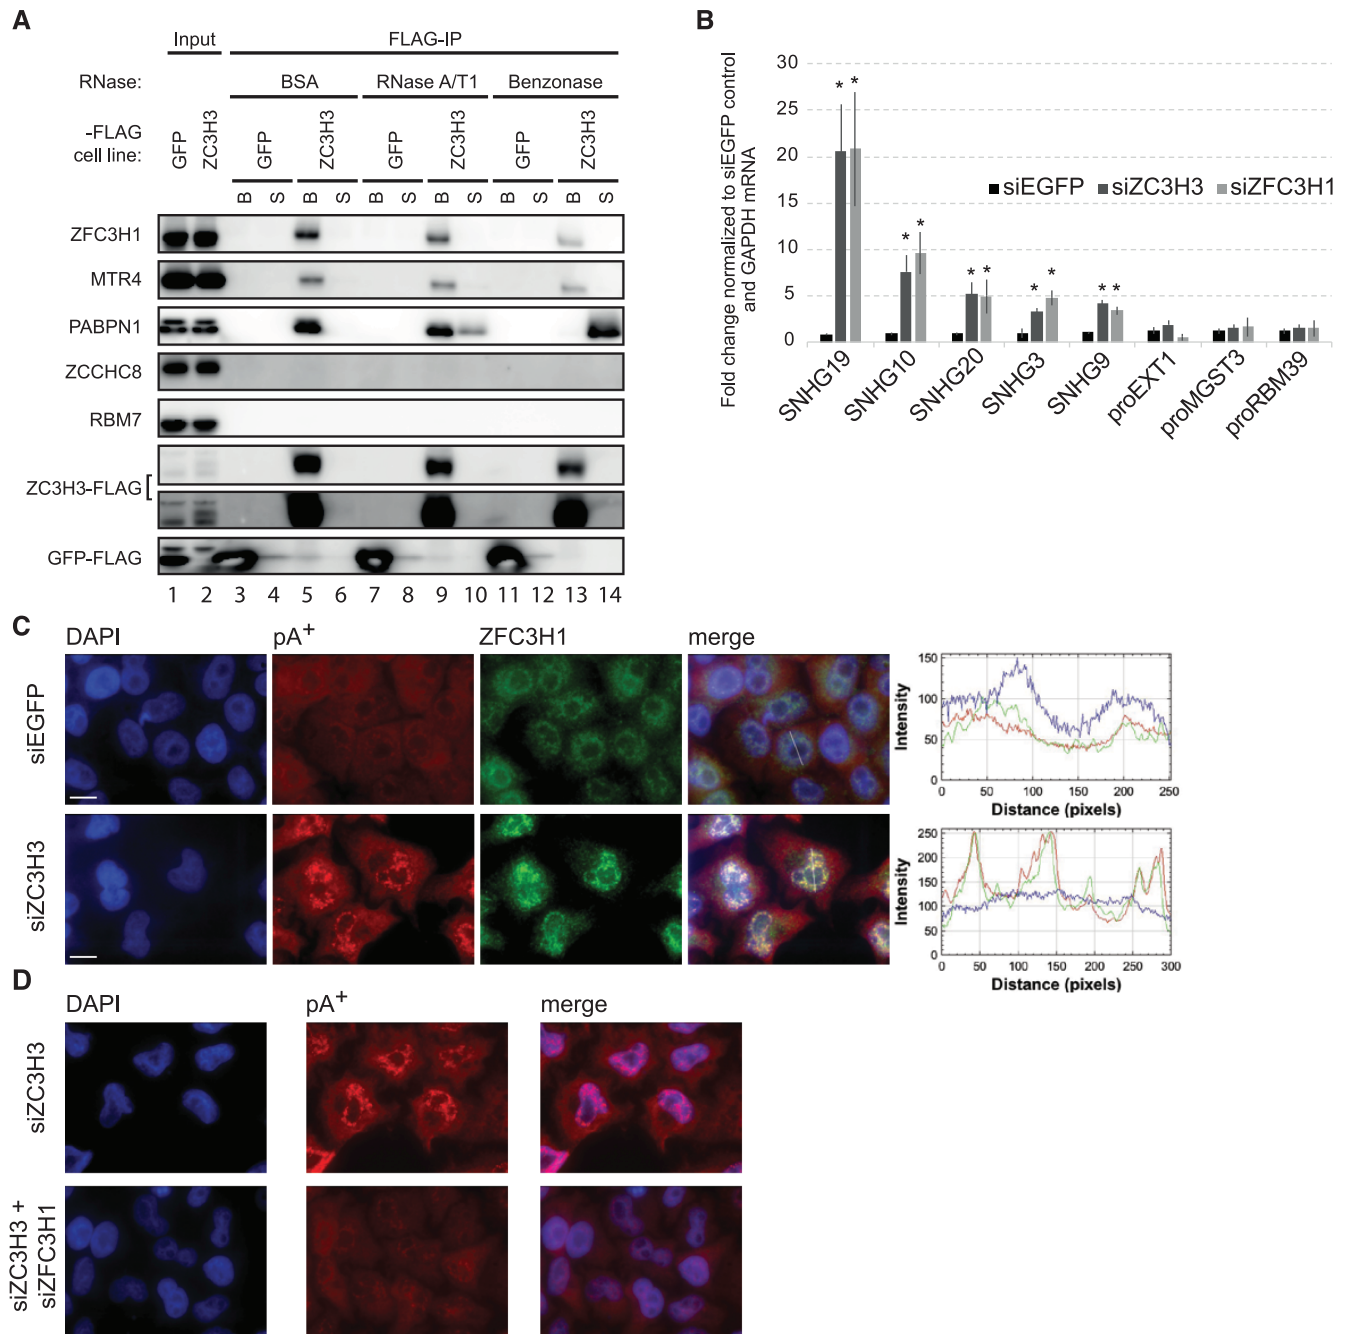 A
Input
FLAG-IP
RNase:
BSA
RNase A/T1
Benzonase
-FLAG
cell line:
GFP
ZC3H3
GFP
ZC3H3
GFP
ZC3H3
GFP
ZC3H3
B
S
B
S
B
S
B
S
B
S
B
S
ZFC3H1
MTR4
PABPN1
ZCCHC8
RBM7
ZC3H3-FLAG
GFP-FLAG
1 2 3 4 5 6 7 8 9 10 11 12 13 14
B
Fold change normalized to siEGFP control
and GAPDH mRNA
30
25
20
15
10
5
0
* *
* *
* *
* *
* *
siEGFP
siZC3H3
siZFC3H1
SNHG19
SNHG10
SNHG20
SNHG3
SNHG9
proEXT1
proMGST3
proRBM39
C
DAPI
pA+
ZFC3H1
merge
siEGFP
siZC3H3
Intensity
150
100
50
0
0 50 100 150 200 250
Distance (pixels)
Intensity
250
200
150
100
50
0
0 50 100 150 200 250 300
Distance (pixels)
D
DAPI
pA+
merge
siZC3H3
siZC3H3 +
siZFC3H1